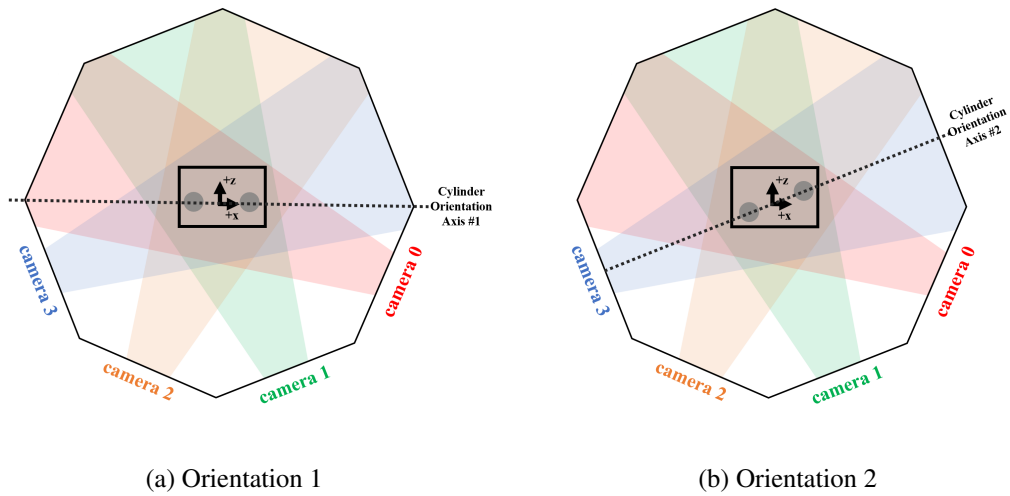 +z
+x
Cylinder
Orientation
Axis #1
camera 0
camera 1
camera 2
camera 3
(a) Orientation 1
+z
+x
Cylinder
Orientation
Axis #2
camera 0
camera 1
camera 2
camera 3
(b) Orientation 2